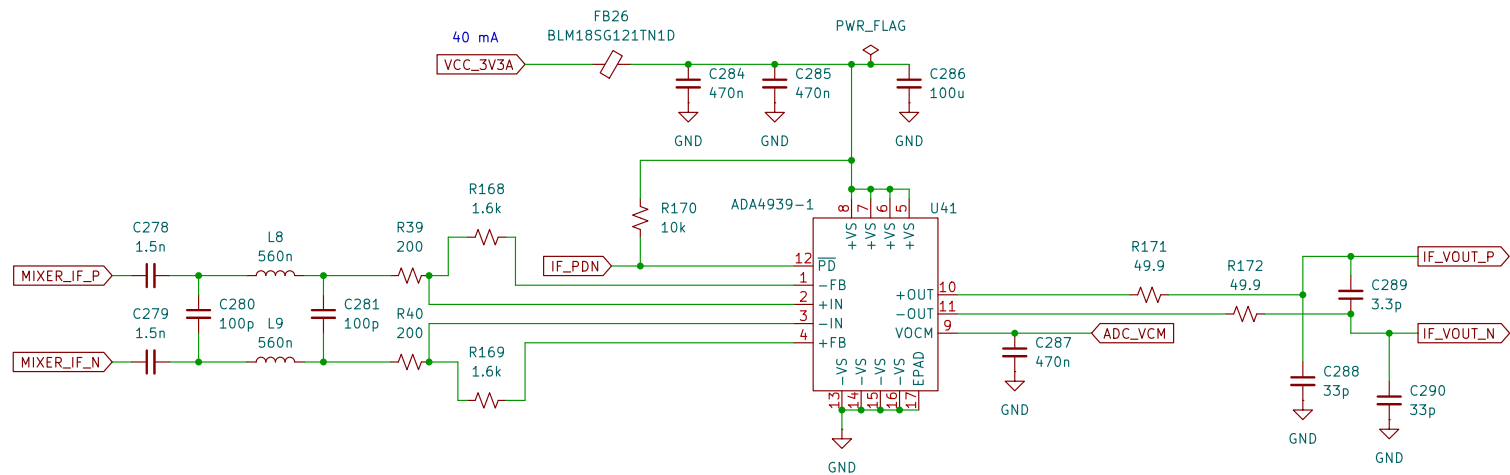 FB26
BLM18SG121TN1D
40 mA
VCC_3V3A
PWR_FLAG
C284
470n
C285
470n
C286
100u
GND
GND
GND
R168
1.6k
R170
10k
ADA4939-1
U41
8
7
6
5
+VS
+VS
+VS
+VS
C278
1.5n
L8
560n
R39
200
MIXER_IF_P
IF_PDN
12
PD
1
-FB
2
+IN
3
-IN
4
+FB
10
+OUT
11
-OUT
9
VOCM
C280
100p
C281
100p
C279
1.5n
L9
560n
R40
200
MIXER_IF_N
R169
1.6k
-VS
-VS
-VS
-VS
EPAD
13
14
15
16
17
GND
R171
49.9
R172
49.9
IF_VOUT_P
C289
3.3p
ADC_VCM
IF_VOUT_N
C287
470n
GND
C288
33p
GND
C290
33p
GND